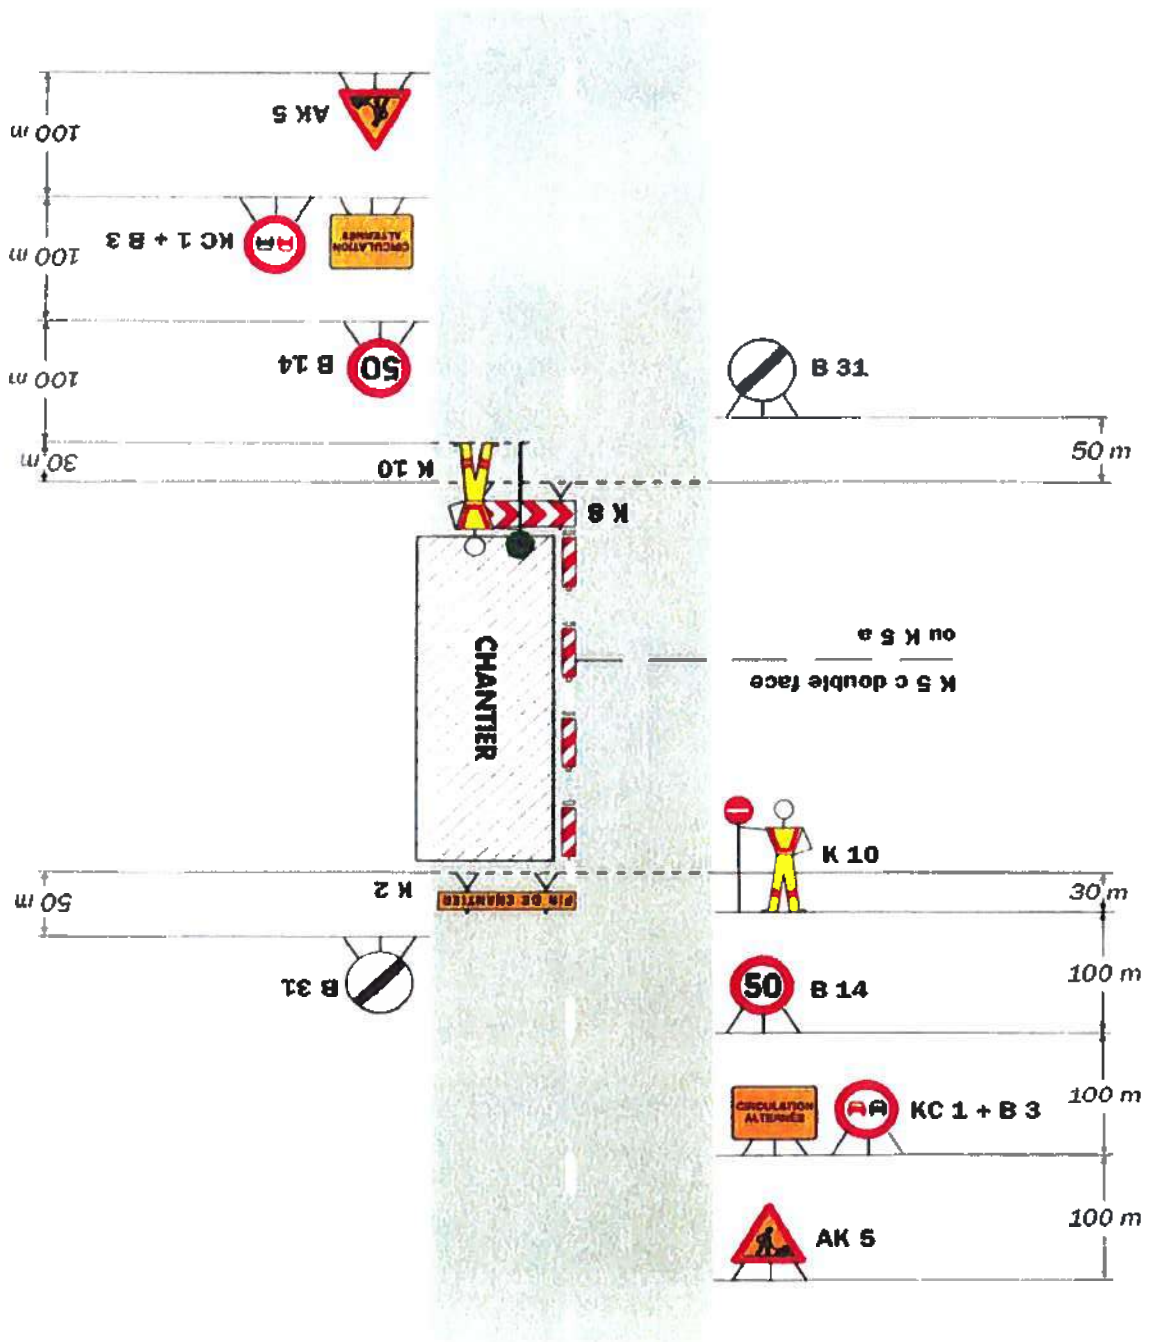 AK 5
100 m
KC 1 + B 3
CIRCULATION
ALTERNÉE
100 m
B 14
50
100 m
B 31
50 m
K 10
30 m
K 8
CHANTIER
ou K 5 a
K 5 c double face
K 10
30 m
K 2
FIN DE CHANTIER
50 m
B 31
50
B 14
100 m
CIRCULATION
ALTERNÉE
KC 1 + B 3
100 m
AK 5
100 m